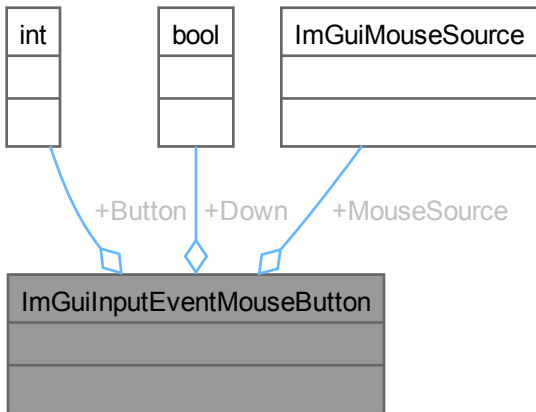 int
bool
ImGuiMouseSource
+Button
+Down
+MouseSource
ImGuiInputEventMouseButton